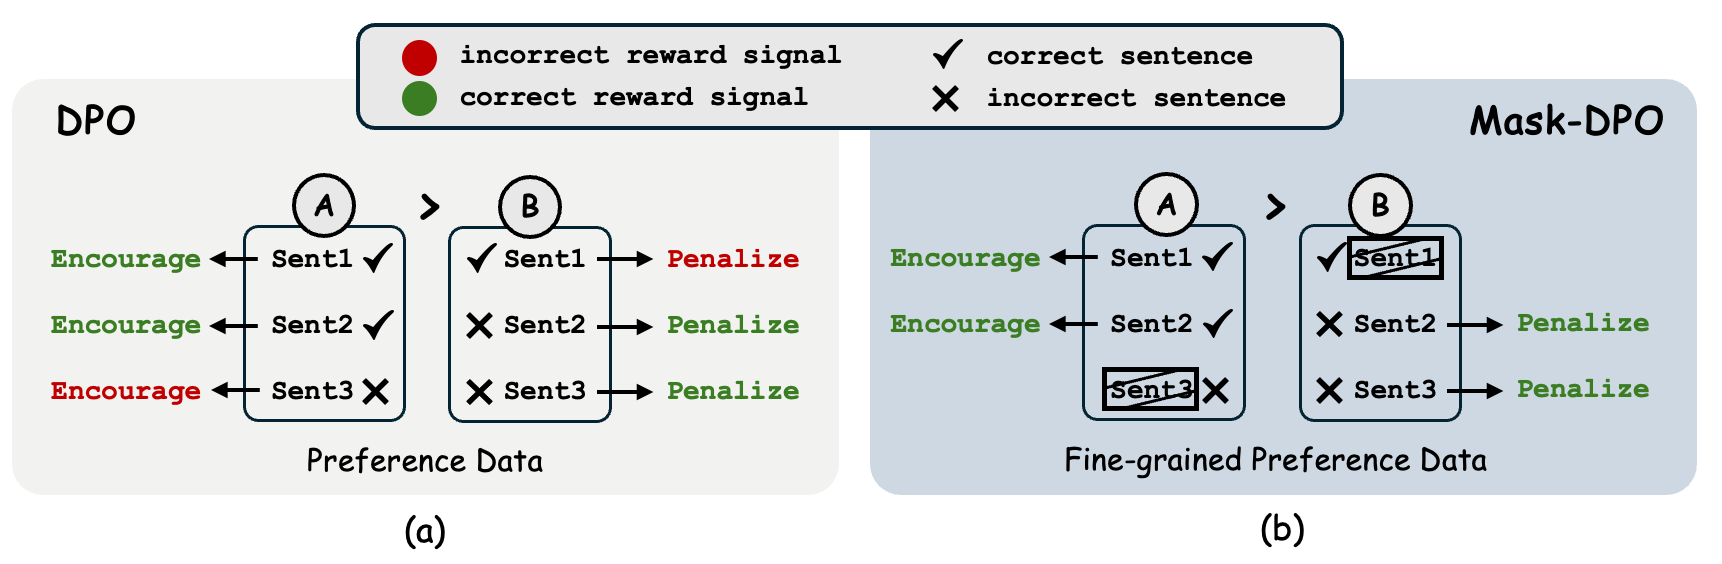 incorrect reward signal
correct sentence
correct reward signal
incorrect sentence
DPO
A > B
Encourage Sent1 Sent1 Penalize
Encourage Sent2 Sent2 Penalize
Encourage Sent3 Sent3 Penalize
Preference Data
(a)
Mask-DPO
A > B
Encourage Sent1 Sent1
Encourage Sent2 Sent2 Penalize
Sent3 Sent3 Penalize
Fine-grained Preference Data
(b)